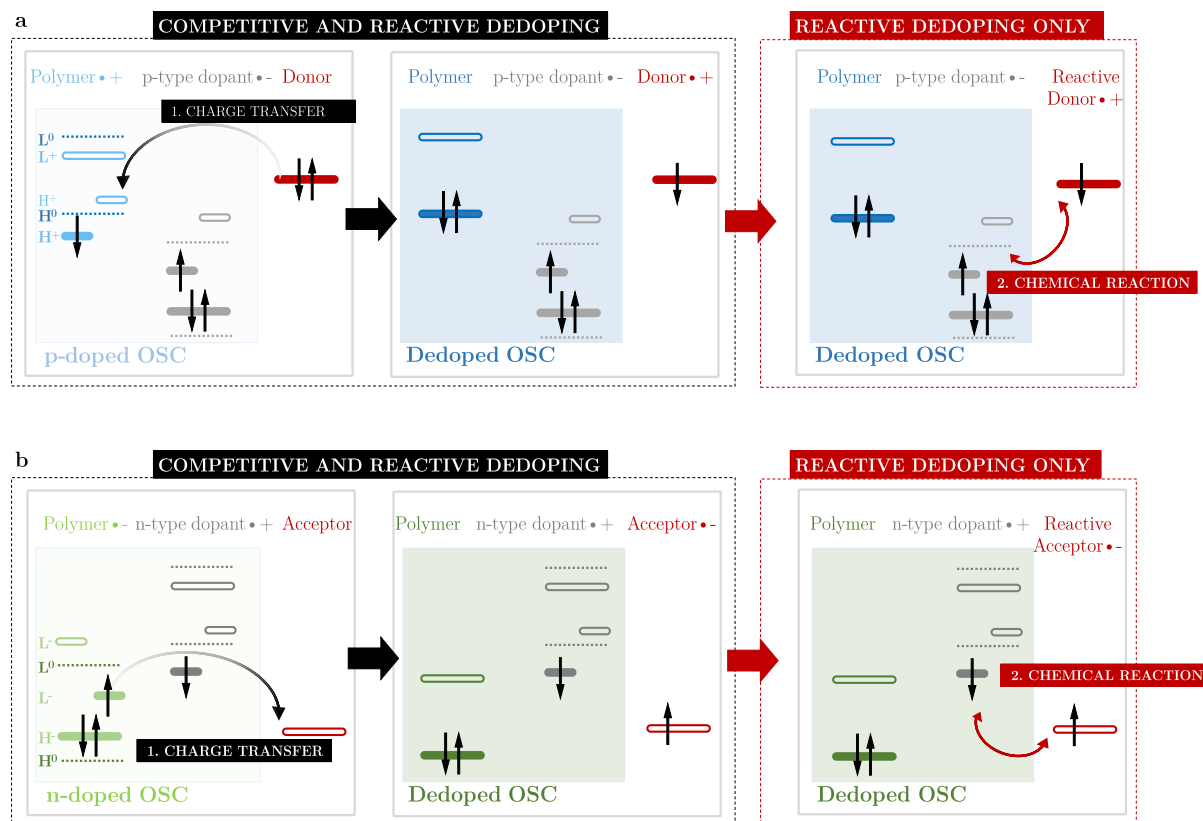 a
COMPETITIVE AND REACTIVE DEDOPING
REACTIVE DEDOPING ONLY
Polymer•+ p-type dopant•- Donor
Polymer p-type dopant•- Donor•+
Polymer p-type dopant•- Reactive
Donor•+
1. CHARGE TRANSFER
L⁰
L⁺
H⁺
H⁰
H⁺
2. CHEMICAL REACTION
p-doped OSC
Dedoped OSC
Dedoped OSC
b
COMPETITIVE AND REACTIVE DEDOPING
REACTIVE DEDOPING ONLY
Polymer•- n-type dopant•+ Acceptor
Polymer n-type dopant•+ Acceptor•-
Polymer n-type dopant•+ Reactive
Acceptor•-
L⁻
L⁰
L⁻
H⁻
H⁰
1. CHARGE TRANSFER
2. CHEMICAL REACTION
n-doped OSC
Dedoped OSC
Dedoped OSC